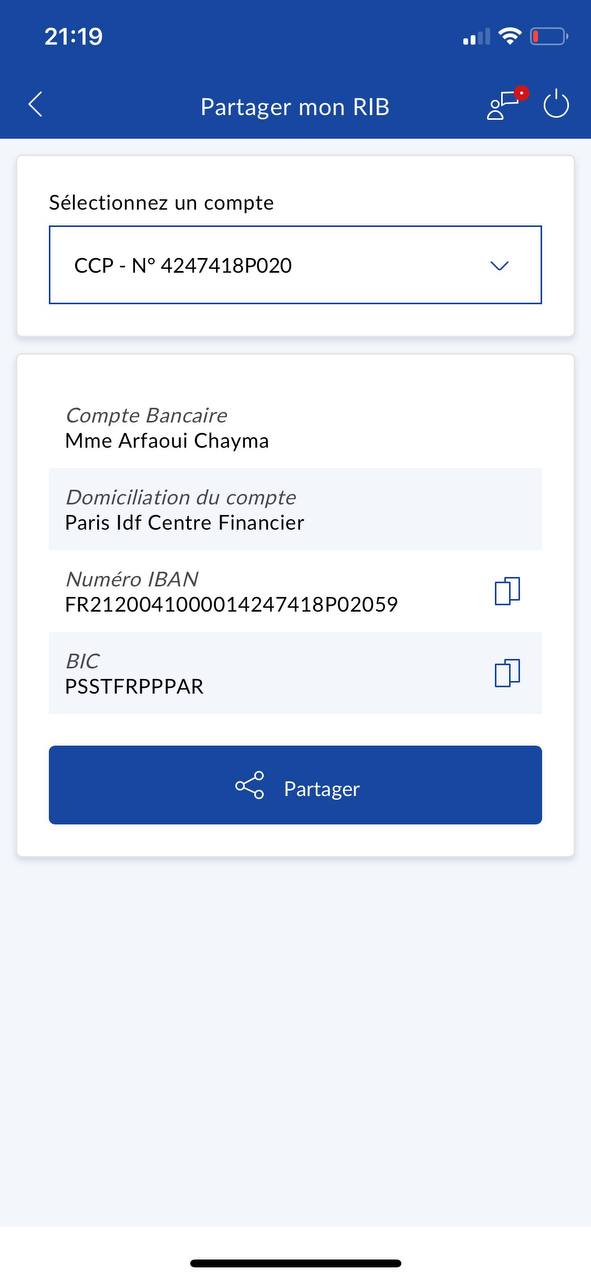 21:19
Partager mon RIB
Sélectionnez un compte
CCP - N° 4247418P020
Compte Bancaire
Mme Arfaoui Chayma
Domiciliation du compte
Paris Idf Centre Financier
Numéro IBAN
FR2120041000014247418P02059
BIC
PSSTFRPPPAR
Partager